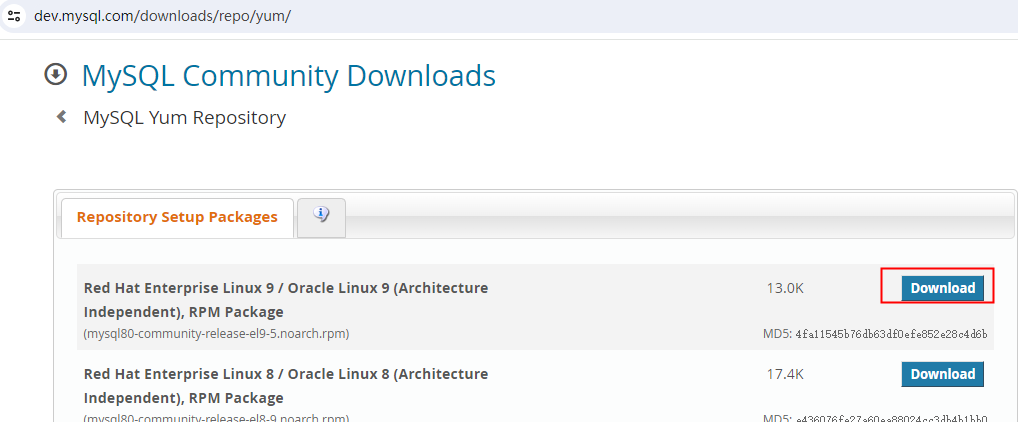 dev.mysql.com/downloads/repo/yum/
MySQL Community Downloads
MySQL Yum Repository
Repository Setup Packages
Red Hat Enterprise Linux 9 / Oracle Linux 9 (Architecture
Independent), RPM Package
13.0K
Download
(mysql80-community-release-el9-5.noarch.rpm)
MD5: 4fa11545b76db63df0efe852e28c4d6b
Red Hat Enterprise Linux 8 / Oracle Linux 8 (Architecture
Independent), RPM Package
17.4K
Download
(mysql80-community-release-el8-9.noarch.rpm)
MD5: e436076fe27a60ea88024cc3db4b1bb0